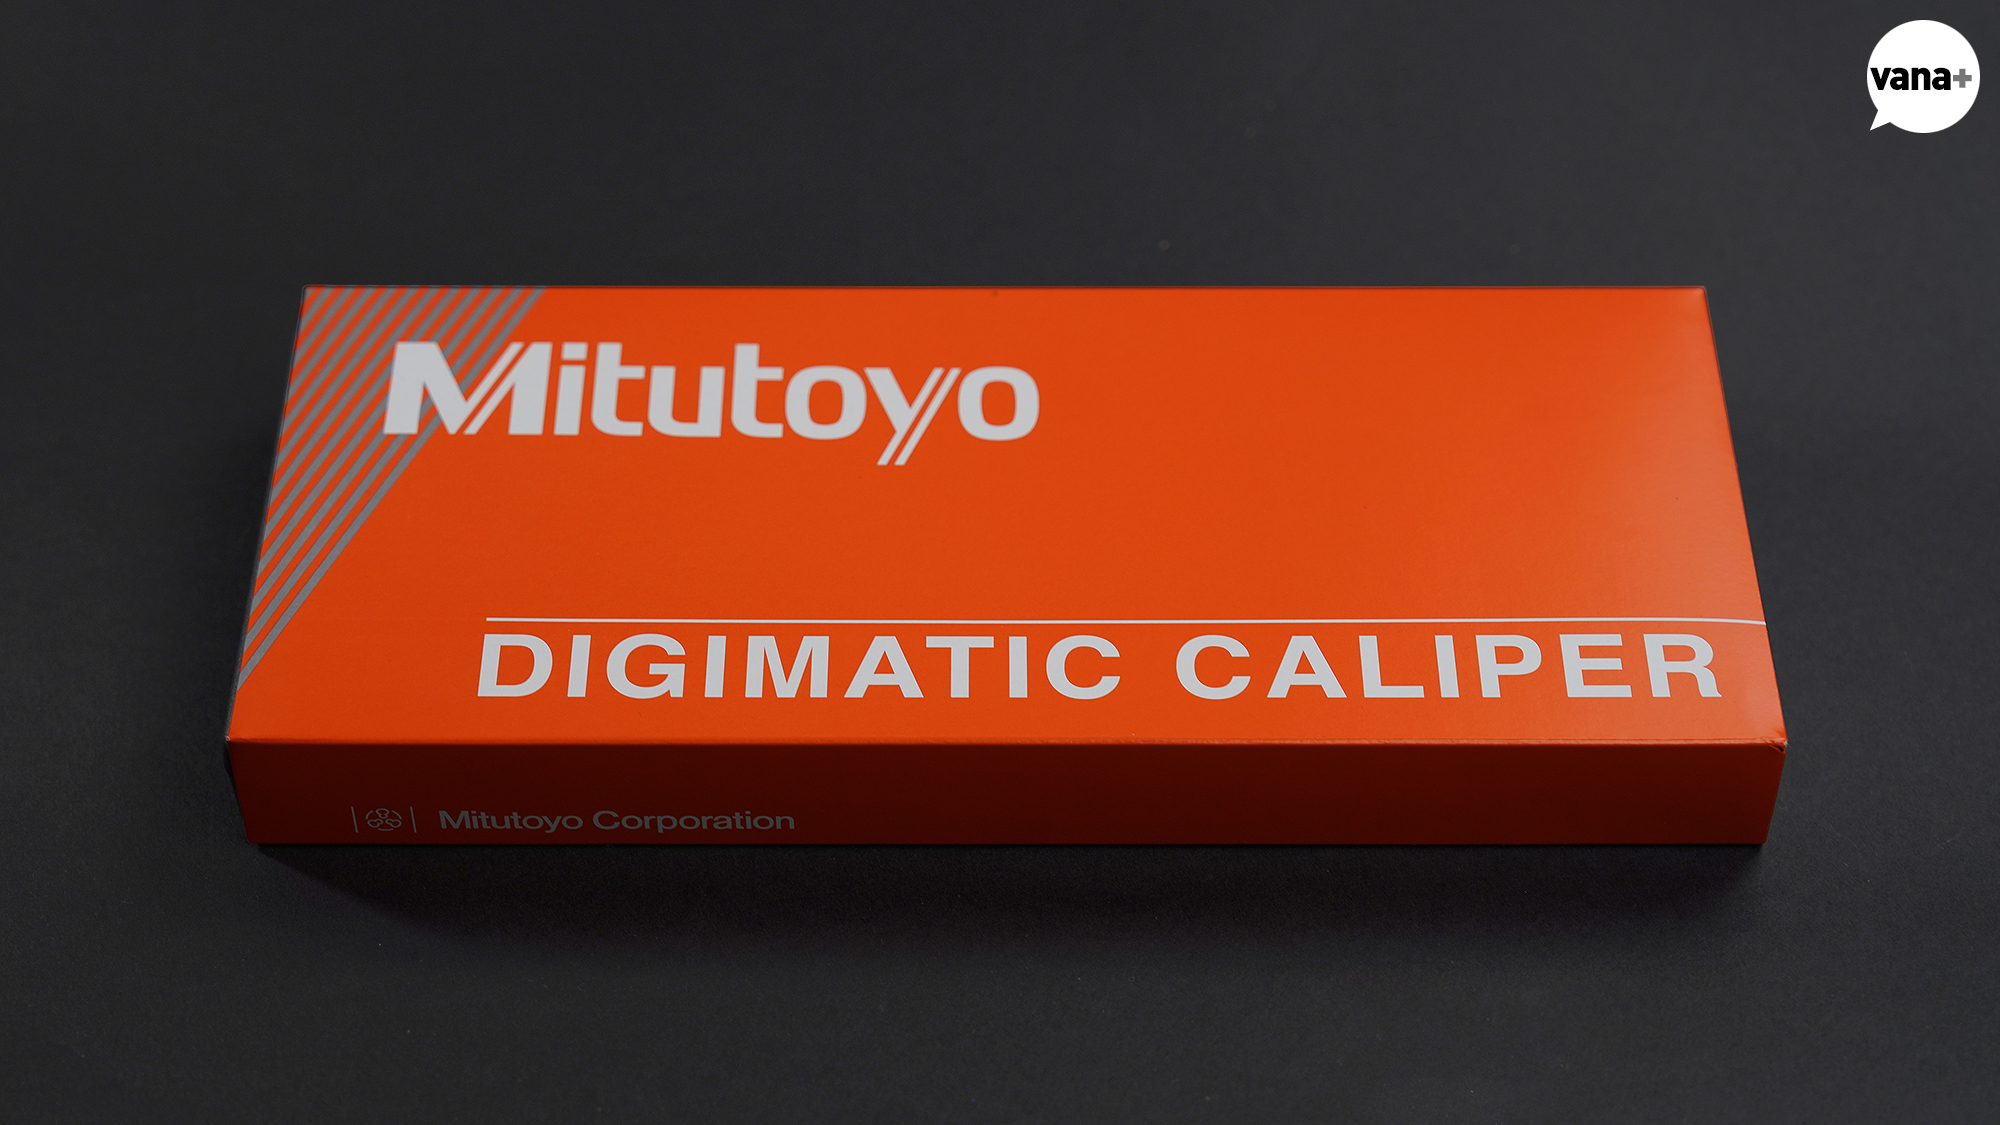 vana+
Mitutoyo
DIGIMATIC CALIPER
Mitutoyo Corporation